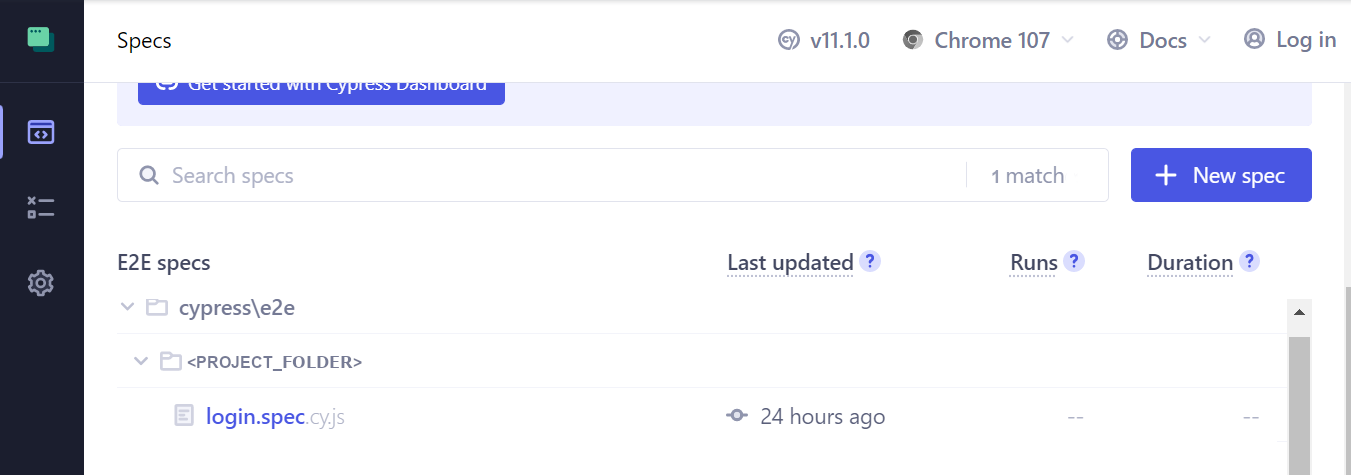 Specs
cy v11.1.0
Chrome 107
Docs
Log in
Get started with Cypress Dashboard
Search specs
1 match
+ New spec
E2E specs
Last updated ?
Runs ?
Duration ?
cypress\e2e
<PROJECT_FOLDER>
login.spec.cy.js
24 hours ago
--
--